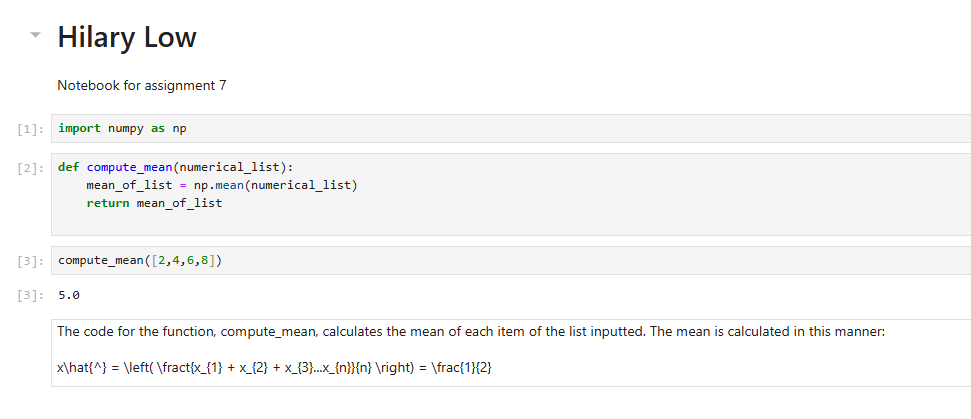 Hilary Low
Notebook for assignment 7
[1]: import numpy as np
[2]: def compute_mean(numerical_list):
    mean_of_list = np.mean(numerical_list)
    return mean_of_list
[3]: compute_mean([2,4,6,8])
[3]: 5.0
The code for the function, compute_mean, calculates the mean of each item of the list inputted. The mean is calculated in this manner:
x\hat{^} = \left( \fract{x_{1} + x_{2} + x_{3}...x_{n}}{n} \right) = \frac{1}{2}